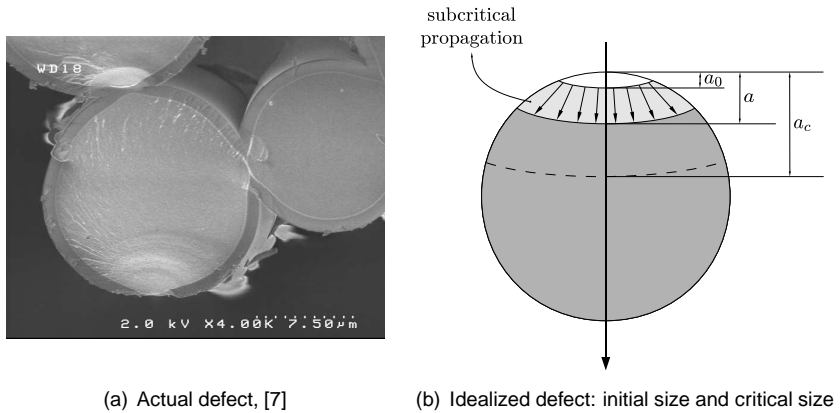 WD18
2.0 kV X4.00K 7.50µm
(a) Actual defect, [7]
subcritical
propagation
a₀
a
a_c
(b) Idealized defect: initial size and critical size